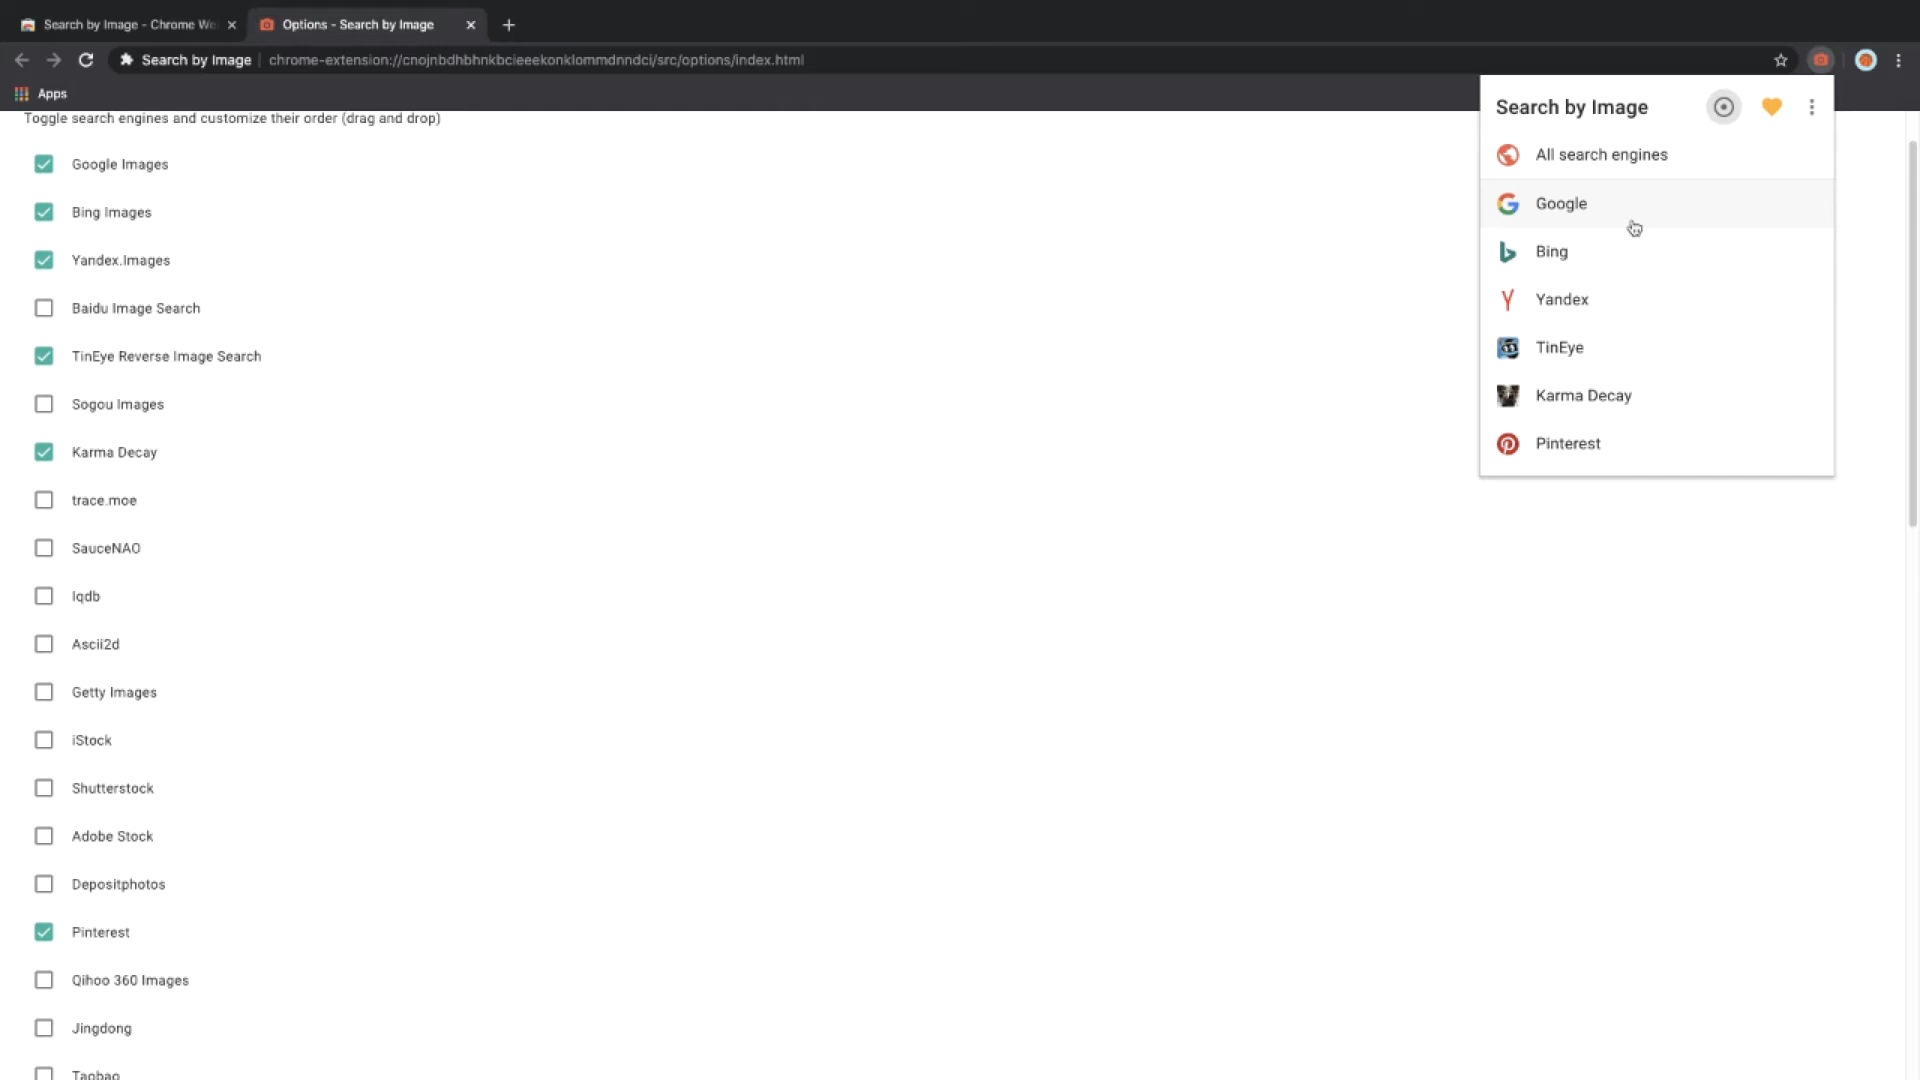 Search by Image - Chrome We
Options - Search by Image
Search by Image
chrome-extension://cnojnbdhbhnkbcieeekonklommdnndci/src/options/index.html
Apps
Toggle search engines and customize their order (drag and drop)
Google Images
Bing Images
Yandex.Images
Baidu Image Search
TinEye Reverse Image Search
Sogou Images
Karma Decay
trace.moe
SauceNAO
Iqdb
Ascii2d
Getty Images
iStock
Shutterstock
Adobe Stock
Depositphotos
Pinterest
Qihoo 360 Images
Jingdong
Taobao
Search by Image
All search engines
Google
Bing
Yandex
TinEye
Karma Decay
Pinterest